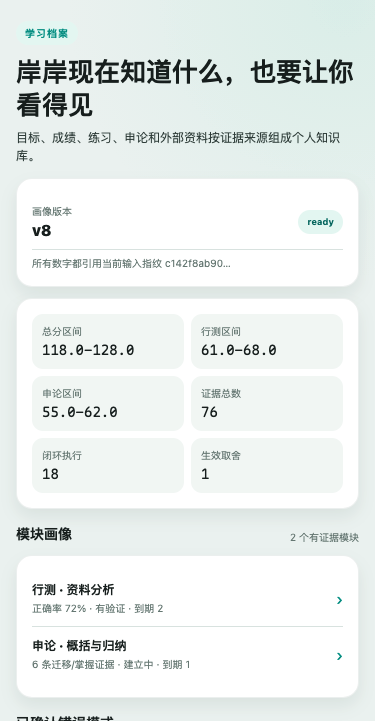 学习档案
岸岸现在知道什么，也要让你
看得见
目标、成绩、练习、申论和外部资料按证据来源组成个人知识
库。
画像版本
v8
ready
所有数字都引用当前输入指纹 c142f8ab90...
总分区间
118.0–128.0
行测区间
61.0–68.0
申论区间
55.0–62.0
证据总数
76
闭环执行
18
生效取舍
1
模块画像
2 个有证据模块
行测 · 资料分析
正确率 72% · 有验证 · 到期 2
申论 · 概括与归纳
6 条迁移/掌握证据 · 建立中 · 到期 1